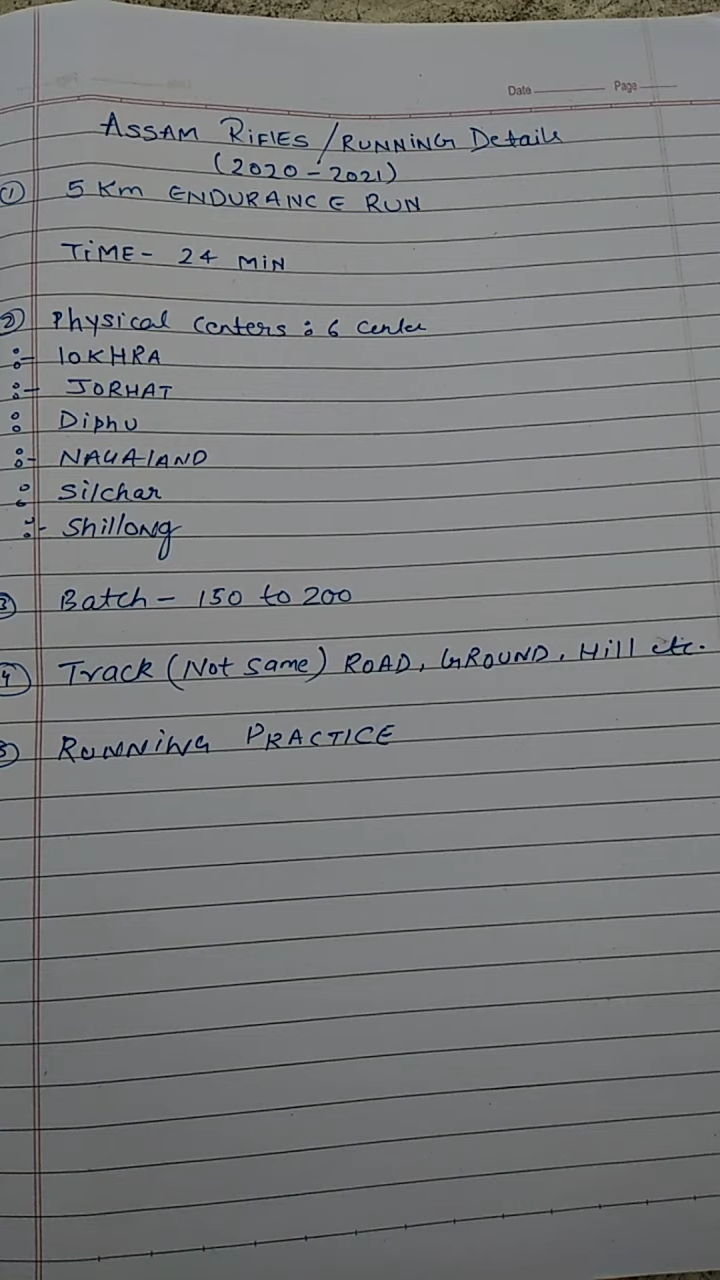 Date Page
ASSAM RIFlES / RUNNING Details
(2020-2021)
① 5 Km ENDURANCE RUN
TiME- 24 MiN
② Physical Centers : 6 Center
:- lOKHRA
:- JORHAT
: Diphu
:- NAGAlAND
: Silchar
:- Shillong
③ Batch - 150 to 200
④ Track (Not same) ROAD, GROUND, Hill etc.
⑤ RUNNiNG PRACTICE